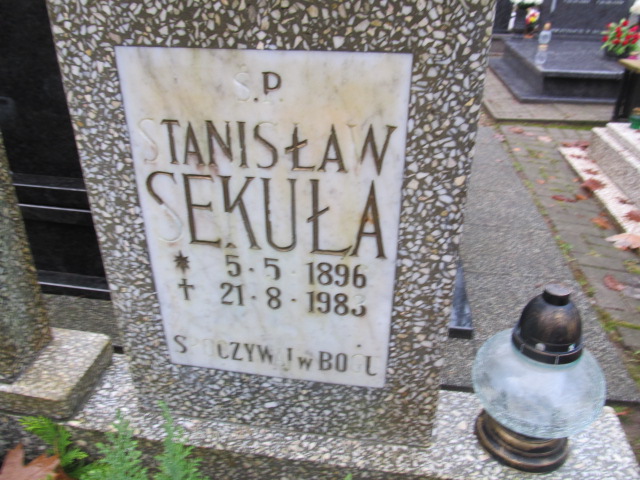 Ś.P.
STANISŁAW
SEKUŁA
* 5·5 1896
† 21·8·1983
SPOCZYWAJ W BOGU